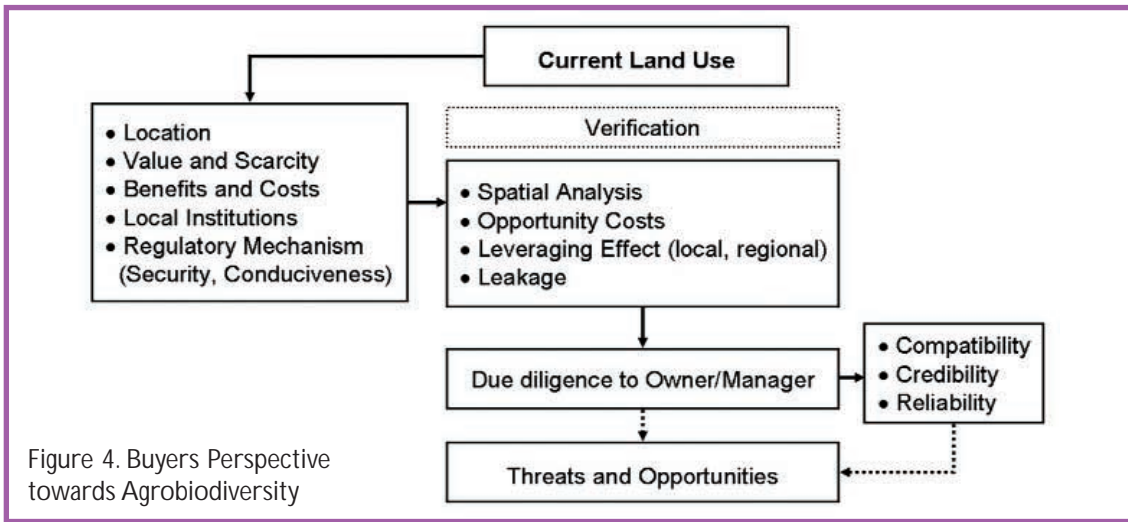 Current Land Use
• Location
• Value and Scarcity
• Benefits and Costs
• Local Institutions
• Regulatory Mechanism
(Security, Conduciveness)
Verification
• Spatial Analysis
• Opportunity Costs
• Leveraging Effect (local, regional)
• Leakage
Due diligence to Owner/Manager
• Compatibility
• Credibility
• Reliability
Threats and Opportunities
Figure 4. Buyers Perspective
towards Agrobiodiversity